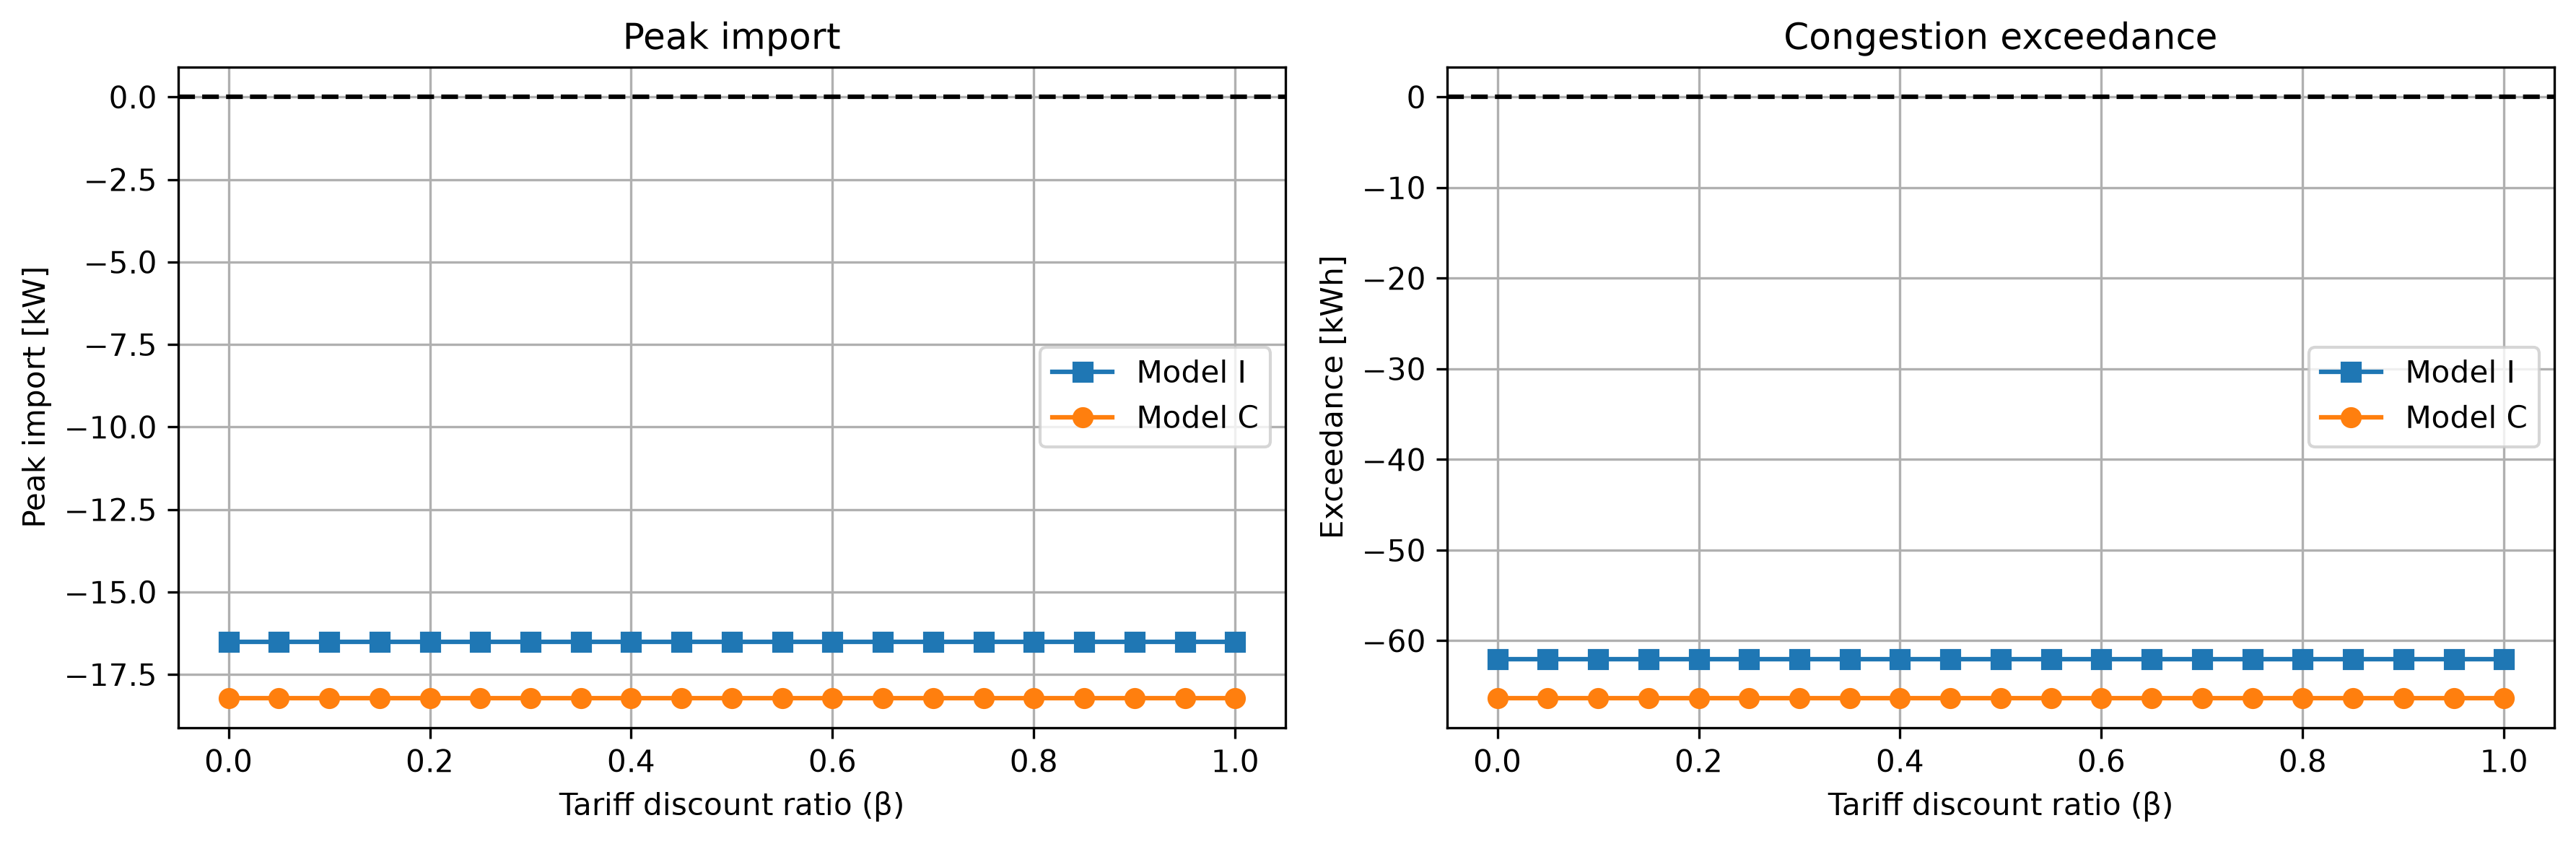 Peak import
Peak import [kW]
0.0
−2.5
−5.0
−7.5
−10.0
−12.5
−15.0
−17.5
Model I
Model C
0.0 0.2 0.4 0.6 0.8 1.0
Tariff discount ratio (β)
Congestion exceedance
Exceedance [kWh]
0
−10
−20
−30
−40
−50
−60
Model I
Model C
0.0 0.2 0.4 0.6 0.8 1.0
Tariff discount ratio (β)